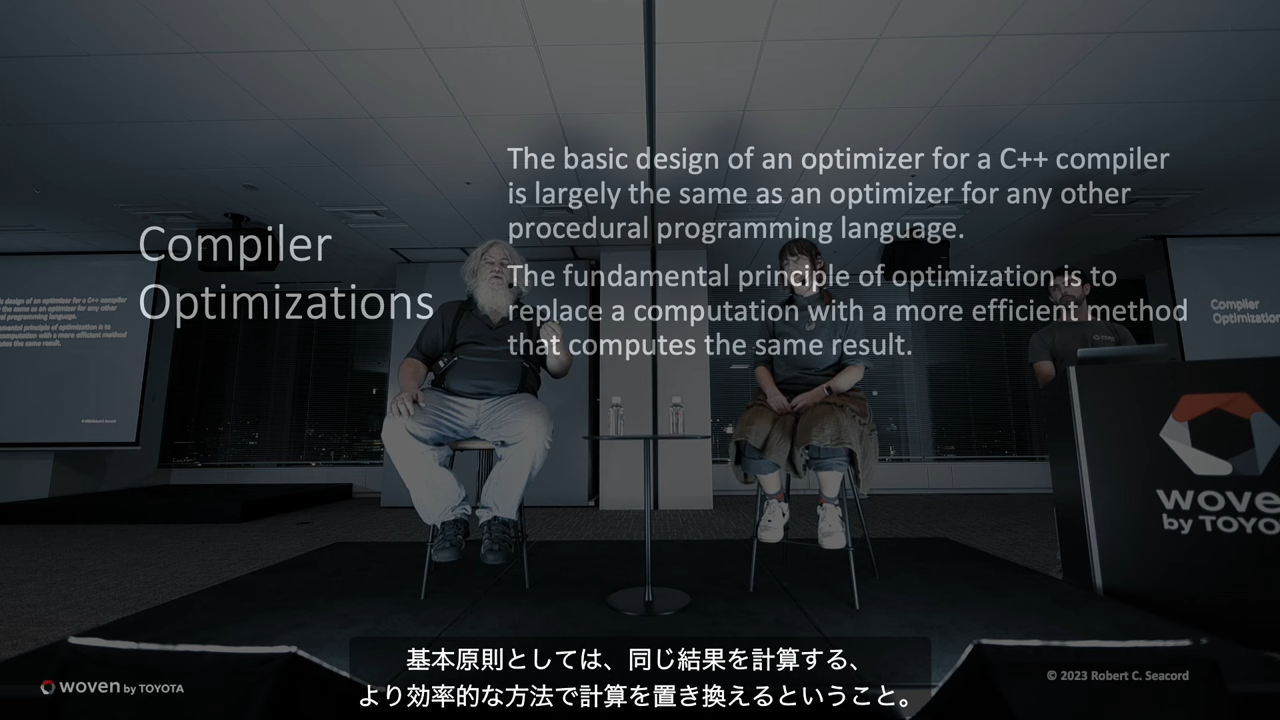 Compiler
Optimizations
The basic design of an optimizer for a C++ compiler
is largely the same as an optimizer for any other
procedural programming language.
The fundamental principle of optimization is to
replace a computation with a more efficient method
that computes the same result.
Compiler
woven
by TOYO
基本原則としては、同じ結果を計算する、
より効率的な方法で計算を置き換えるということ。
woven by TOYOTA
© 2023 Robert C. Seacord